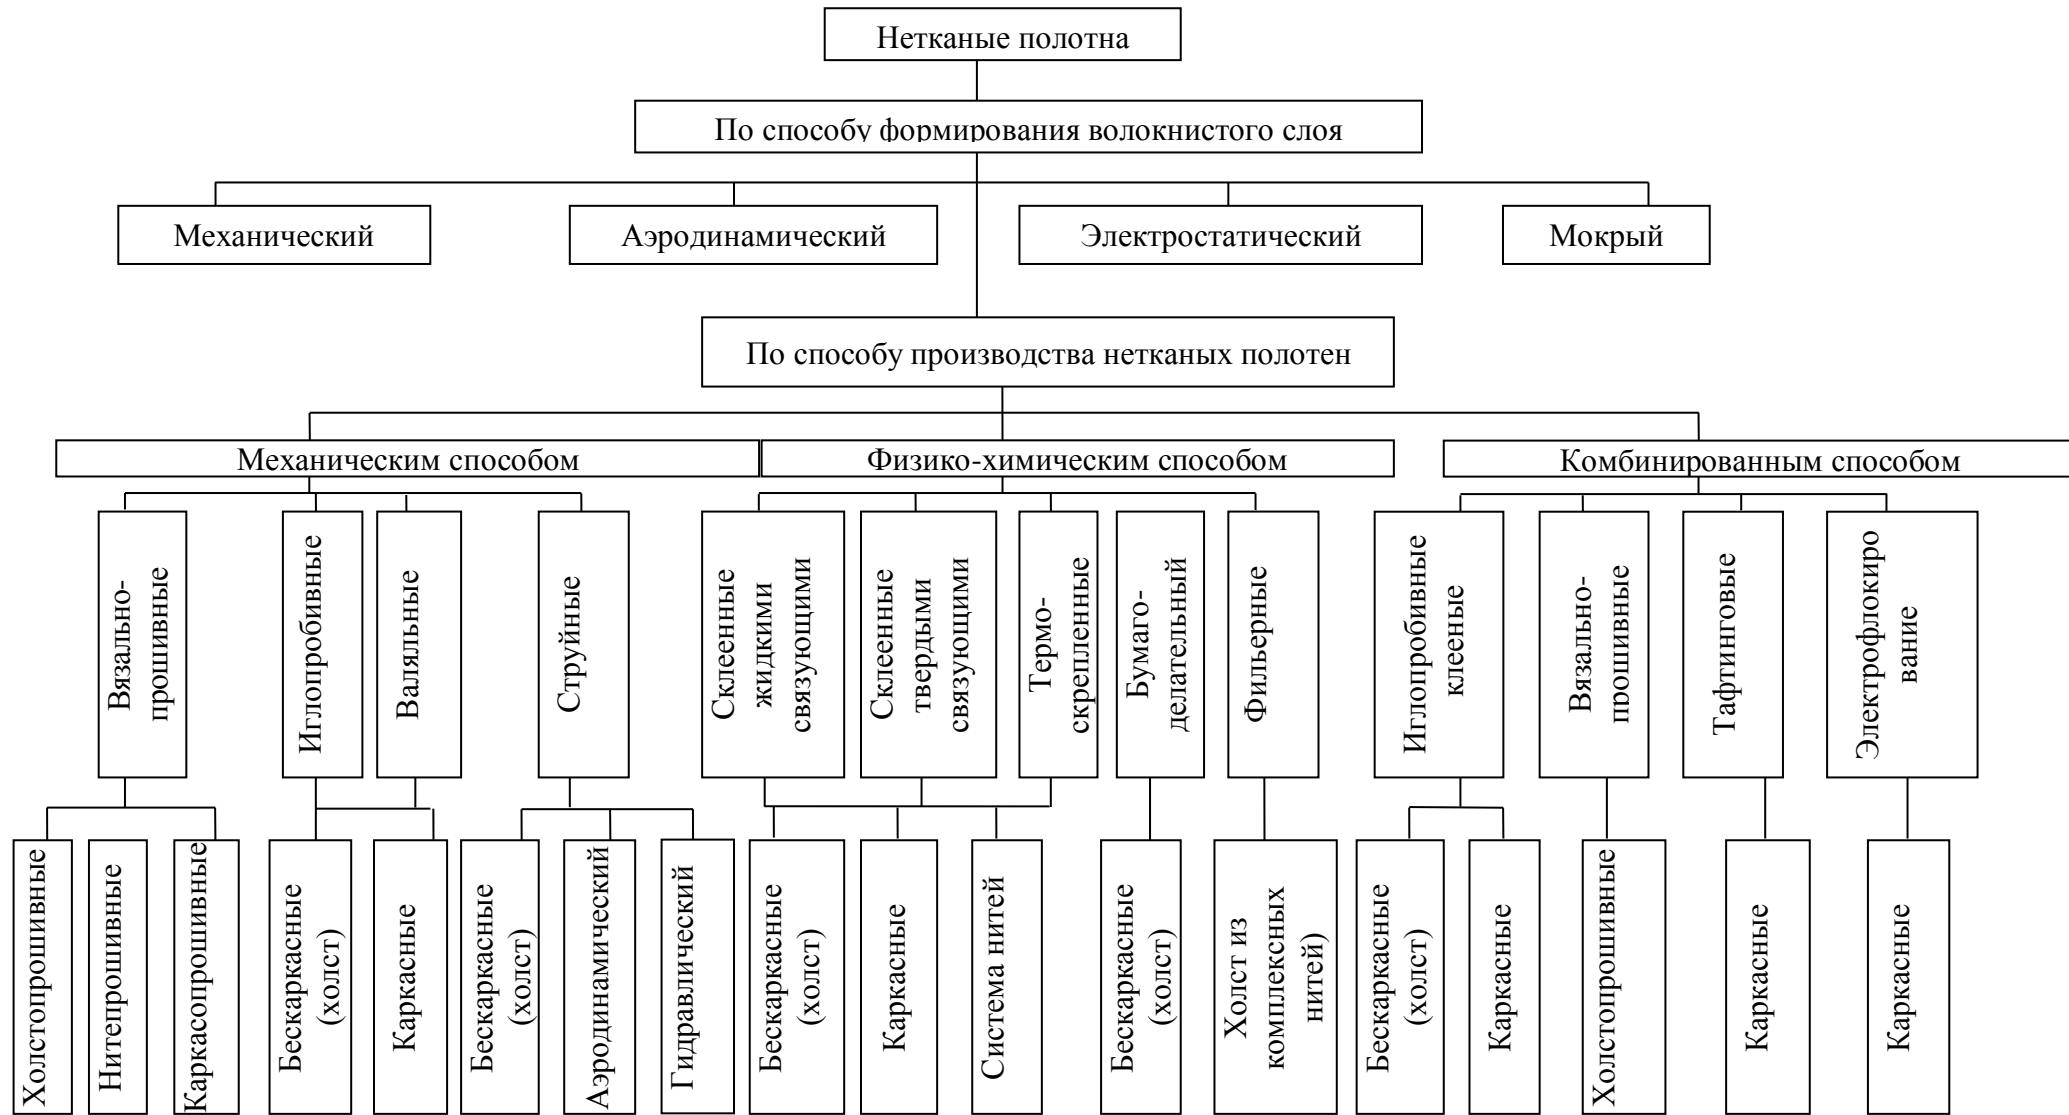 Нетканые полотна
По способу формирования волокнистого слоя
Механический
Аэродинамический
Электростатический
Мокрый
По способу производства нетканых полотен
Механическим способом
Физико-химическим способом
Комбинированным способом
Вязально-
прошивные
Иглопробивные
Валяльные
Струйные
Склеенные
жидкими
связующими
Склеенные
твердыми
связующими
Термо-
скрепленные
Бумаго-
делательный
Фильерные
Иглопробивные
клееные
Вязально-
прошивные
Тафтинговые
Электрофлокиро
вание
Холстопрошивные
Нитепрошивные
Каркасопрошивные
Бескаркасные
(холст)
Каркасные
Бескаркасные
(холст)
Аэродинамический
Гидравлический
Бескаркасные
(холст)
Каркасные
Система нитей
Бескаркасные
(холст)
Холст из
комплексных
нитей)
Бескаркасные
(холст)
Каркасные
Холстопрошивные
Каркасные
Каркасные